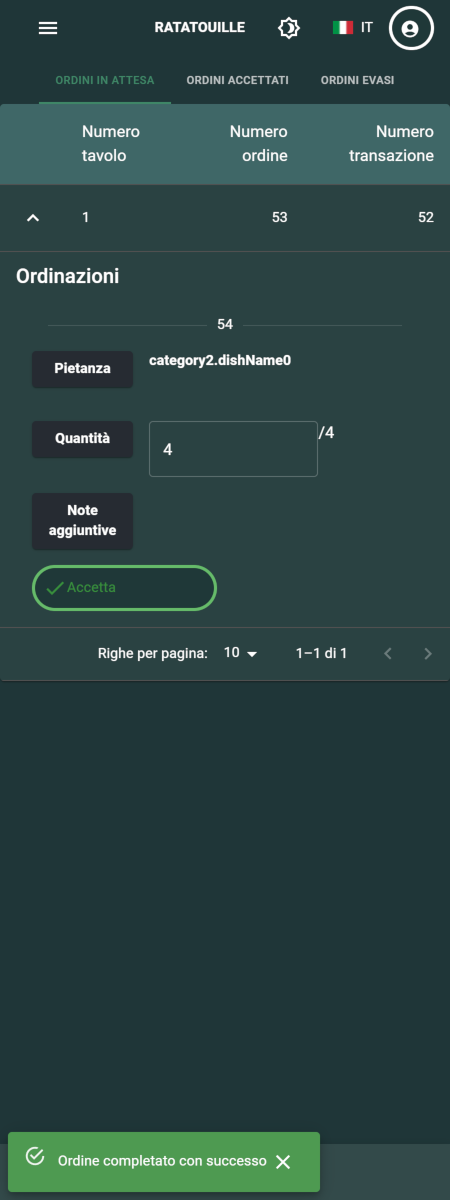 RATATOUILLE IT
ORDINI IN ATTESA ORDINI ACCETTATI ORDINI EVASI
Numero tavolo Numero ordine Numero transazione
1 53 52
Ordinazioni
54
Pietanza category2.dishName0
Quantità 4 /4
Note
aggiuntive
Accetta
Righe per pagina: 10 1–1 di 1
Ordine completato con successo